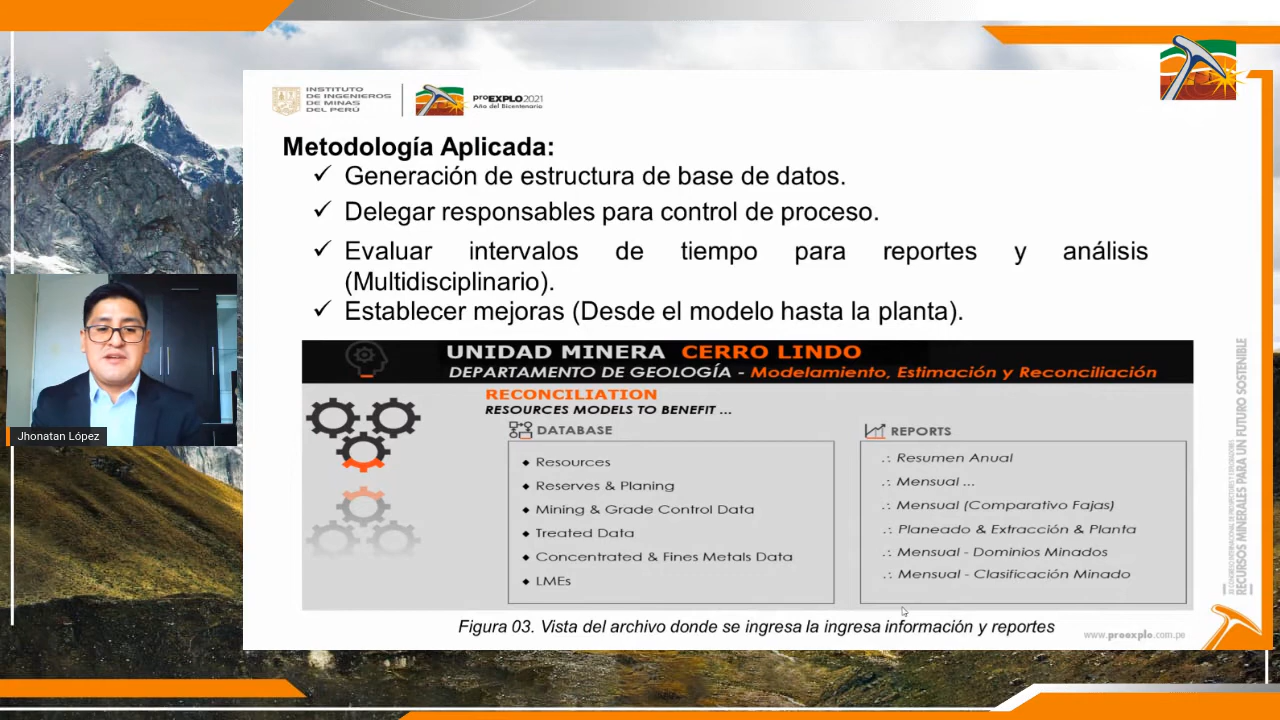 INSTITUTO
DE INGENIEROS
DE MINAS
DEL PERÚ
proEXPLO2021
Año del Bicentenario
Metodología Aplicada:
✓ Generación de estructura de base de datos.
✓ Delegar responsables para control de proceso.
✓ Evaluar intervalos de tiempo para reportes y análisis
(Multidisciplinario).
✓ Establecer mejoras (Desde el modelo hasta la planta).
UNIDAD MINERA CERRO LINDO
DEPARTAMENTO DE GEOLOGÍA - Modelamiento, Estimación y Reconciliación
RECONCILIATION
RESOURCES MODELS TO BENEFIT ...
DATABASE
◆ Resources
◆ Reserves & Planing
◆ Mining & Grade Control Data
◆ Treated Data
◆ Concentrated & Fines Metals Data
◆ LMEs
REPORTS
.: Resumen Anual
.: Mensual ...
.: Mensual (Comparativo Fajas)
.: Planeado & Extracción & Planta
.: Mensual - Dominios Minados
.: Mensual - Clasificación Minado
Figura 03. Vista del archivo donde se ingresa la ingresa información y reportes
www.proexplo.com.pe
RECURSOS MINERALES PARA UN FUTURO SOSTENIBLE
Jhonatan López